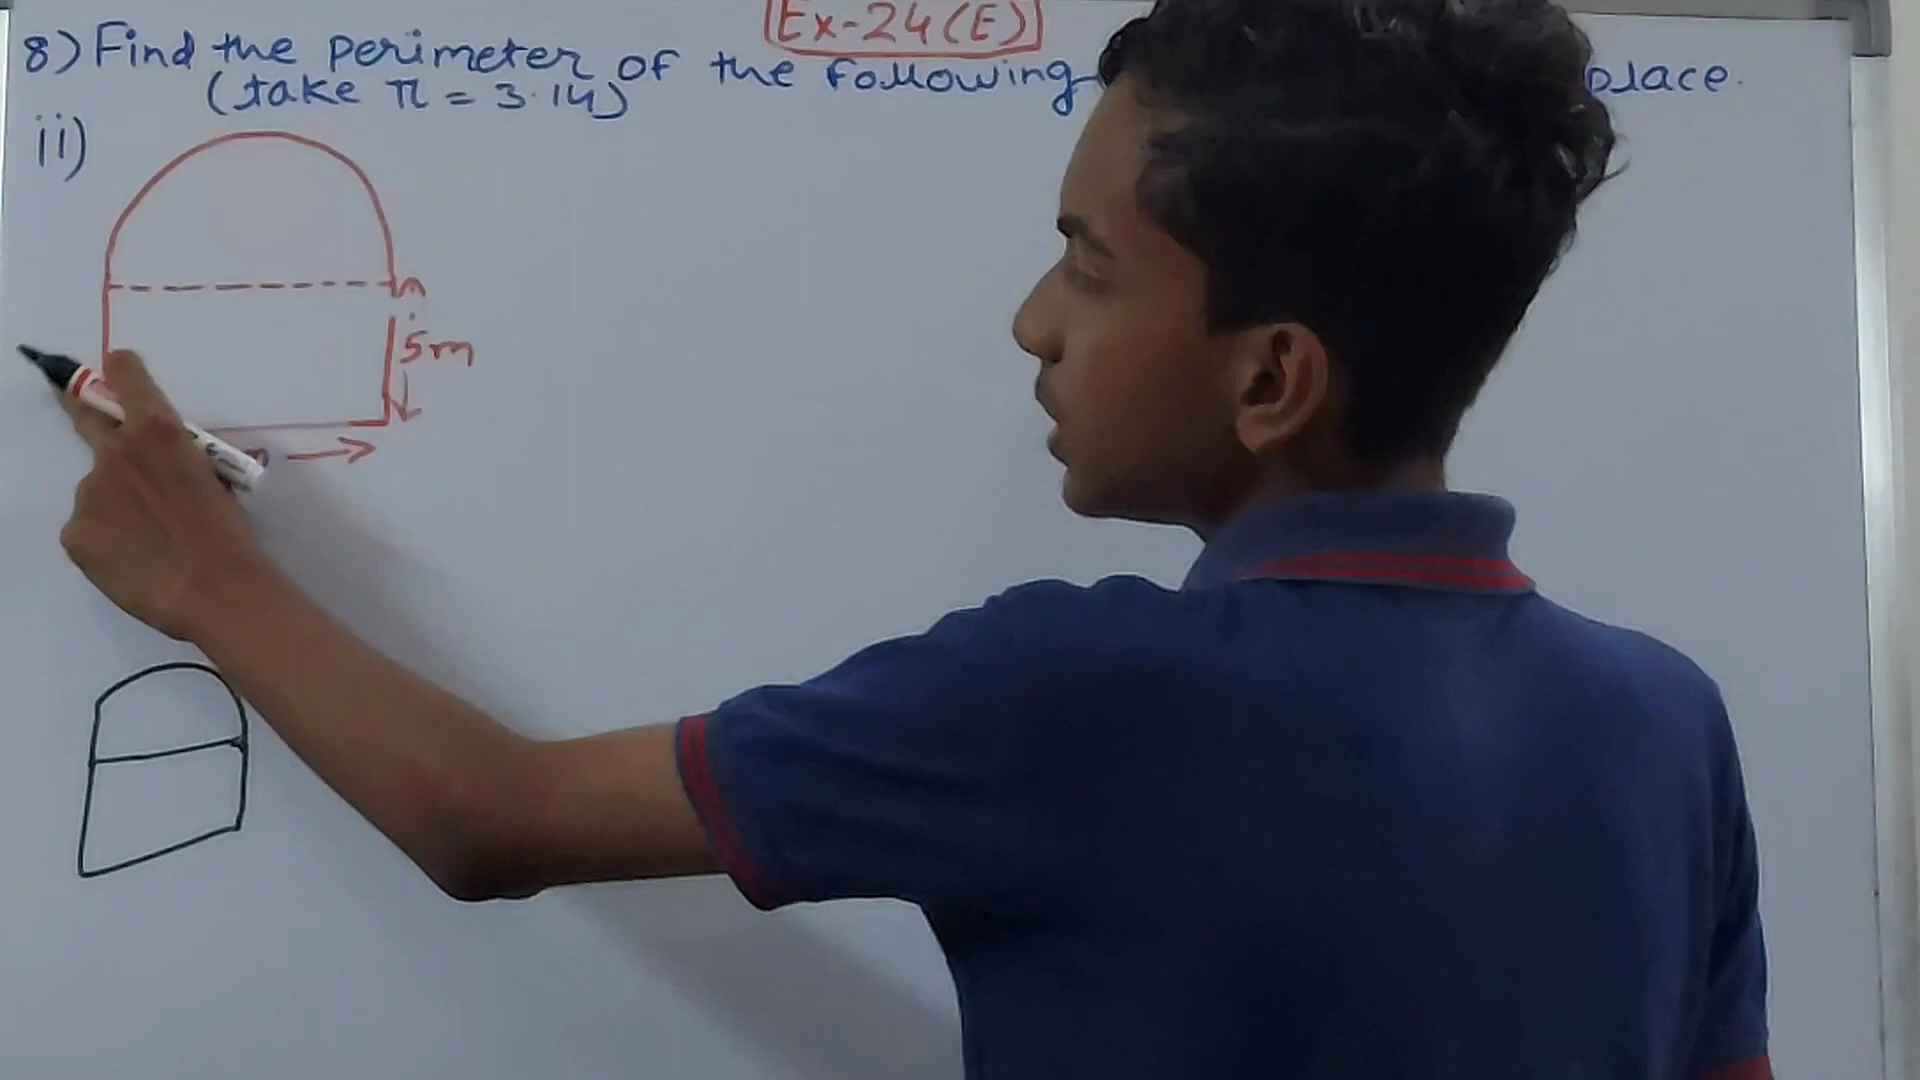 Ex-24(E)
8) Find the perimeter of the following place.
(take π = 3.14)
ii)
5m